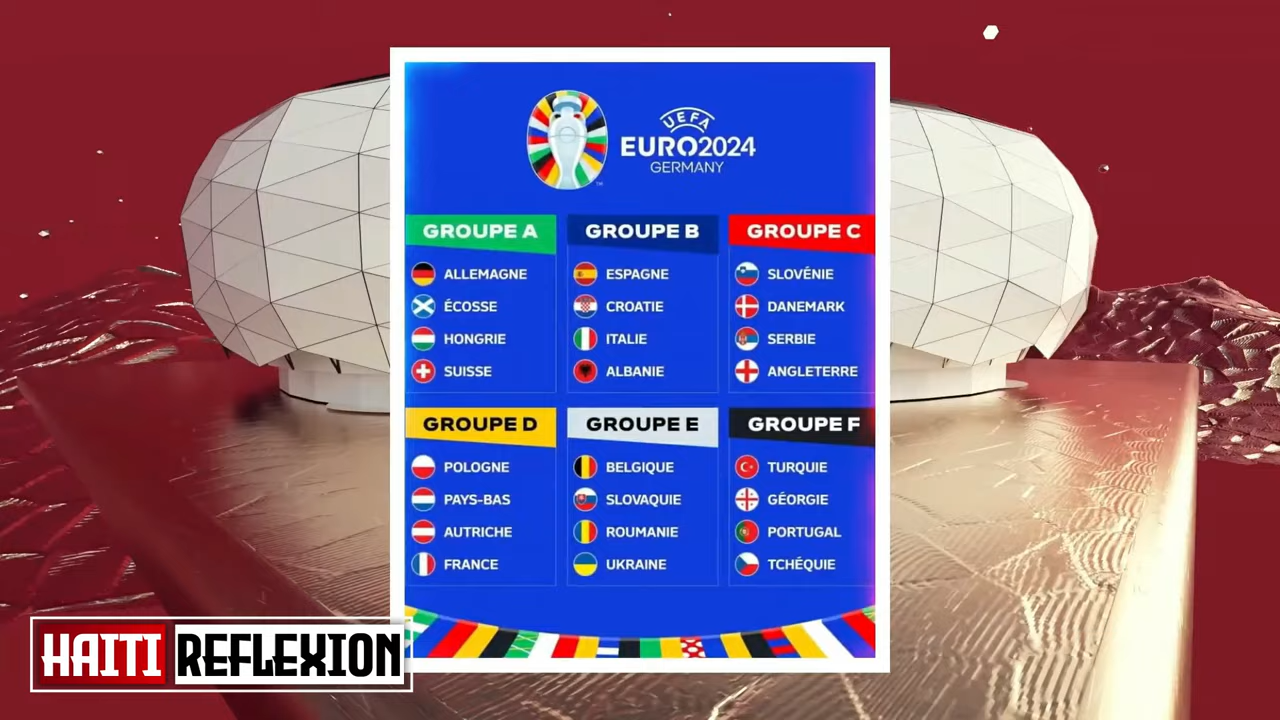 UEFA
EURO2024
GERMANY
GROUPE A
ALLEMAGNE
ÉCOSSE
HONGRIE
SUISSE
GROUPE B
ESPAGNE
CROATIE
ITALIE
ALBANIE
GROUPE C
SLOVÉNIE
DANEMARK
SERBIE
ANGLETERRE
GROUPE D
POLOGNE
PAYS-BAS
AUTRICHE
FRANCE
GROUPE E
BELGIQUE
SLOVAQUIE
ROUMANIE
UKRAINE
GROUPE F
TURQUIE
GÉORGIE
PORTUGAL
TCHÉQUIE
HAITI REFLEXION